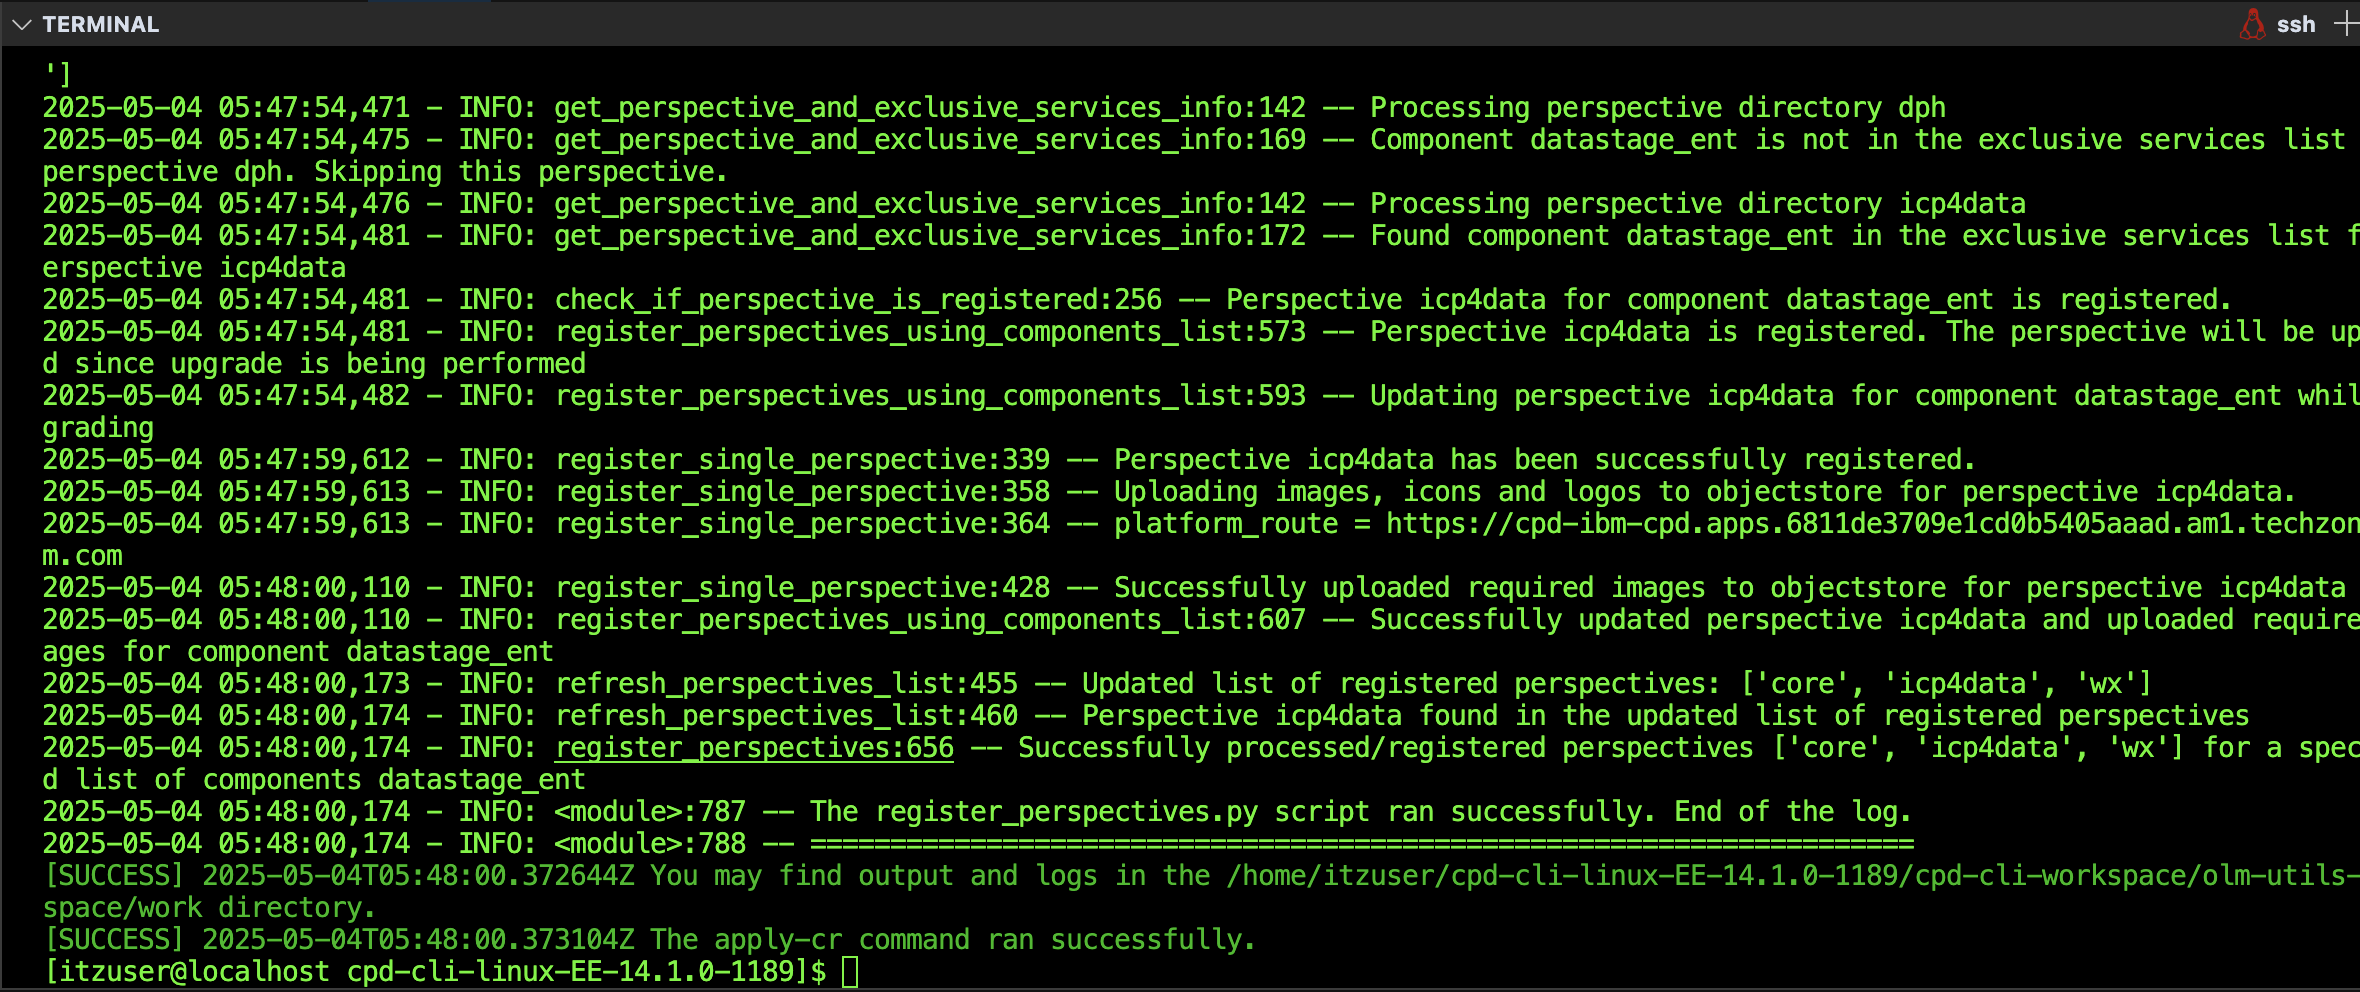 TERMINAL
ssh
']
2025-05-04 05:47:54,471 - INFO: get_perspective_and_exclusive_services_info:142 -- Processing perspective directory dph
2025-05-04 05:47:54,475 - INFO: get_perspective_and_exclusive_services_info:169 -- Component datastage_ent is not in the exclusive services list
perspective dph. Skipping this perspective.
2025-05-04 05:47:54,476 - INFO: get_perspective_and_exclusive_services_info:142 -- Processing perspective directory icp4data
2025-05-04 05:47:54,481 - INFO: get_perspective_and_exclusive_services_info:172 -- Found component datastage_ent in the exclusive services list f
erspective icp4data
2025-05-04 05:47:54,481 - INFO: check_if_perspective_is_registered:256 -- Perspective icp4data for component datastage_ent is registered.
2025-05-04 05:47:54,481 - INFO: register_perspectives_using_components_list:573 -- Perspective icp4data is registered. The perspective will be up
d since upgrade is being performed
2025-05-04 05:47:54,482 - INFO: register_perspectives_using_components_list:593 -- Updating perspective icp4data for component datastage_ent whil
grading
2025-05-04 05:47:59,612 - INFO: register_single_perspective:339 -- Perspective icp4data has been successfully registered.
2025-05-04 05:47:59,613 - INFO: register_single_perspective:358 -- Uploading images, icons and logos to objectstore for perspective icp4data.
2025-05-04 05:47:59,613 - INFO: register_single_perspective:364 -- platform_route = https://cpd-ibm-cpd.apps.6811de3709e1cd0b5405aaad.am1.techzon
m.com
2025-05-04 05:48:00,110 - INFO: register_single_perspective:428 -- Successfully uploaded required images to objectstore for perspective icp4data
2025-05-04 05:48:00,110 - INFO: register_perspectives_using_components_list:607 -- Successfully updated perspective icp4data and uploaded require
ages for component datastage_ent
2025-05-04 05:48:00,173 - INFO: refresh_perspectives_list:455 -- Updated list of registered perspectives: ['core', 'icp4data', 'wx']
2025-05-04 05:48:00,174 - INFO: refresh_perspectives_list:460 -- Perspective icp4data found in the updated list of registered perspectives
2025-05-04 05:48:00,174 - INFO: register_perspectives:656 -- Successfully processed/registered perspectives ['core', 'icp4data', 'wx'] for a spec
d list of components datastage_ent
2025-05-04 05:48:00,174 - INFO: <module>:787 -- The register_perspectives.py script ran successfully. End of the log.
2025-05-04 05:48:00,174 - INFO: <module>:788 -- =====================================================================
[SUCCESS] 2025-05-04T05:48:00.372644Z You may find output and logs in the /home/itzuser/cpd-cli-linux-EE-14.1.0-1189/cpd-cli-workspace/olm-utils-
space/work directory.
[SUCCESS] 2025-05-04T05:48:00.373104Z The apply-cr command ran successfully.
[itzuser@localhost cpd-cli-linux-EE-14.1.0-1189]$